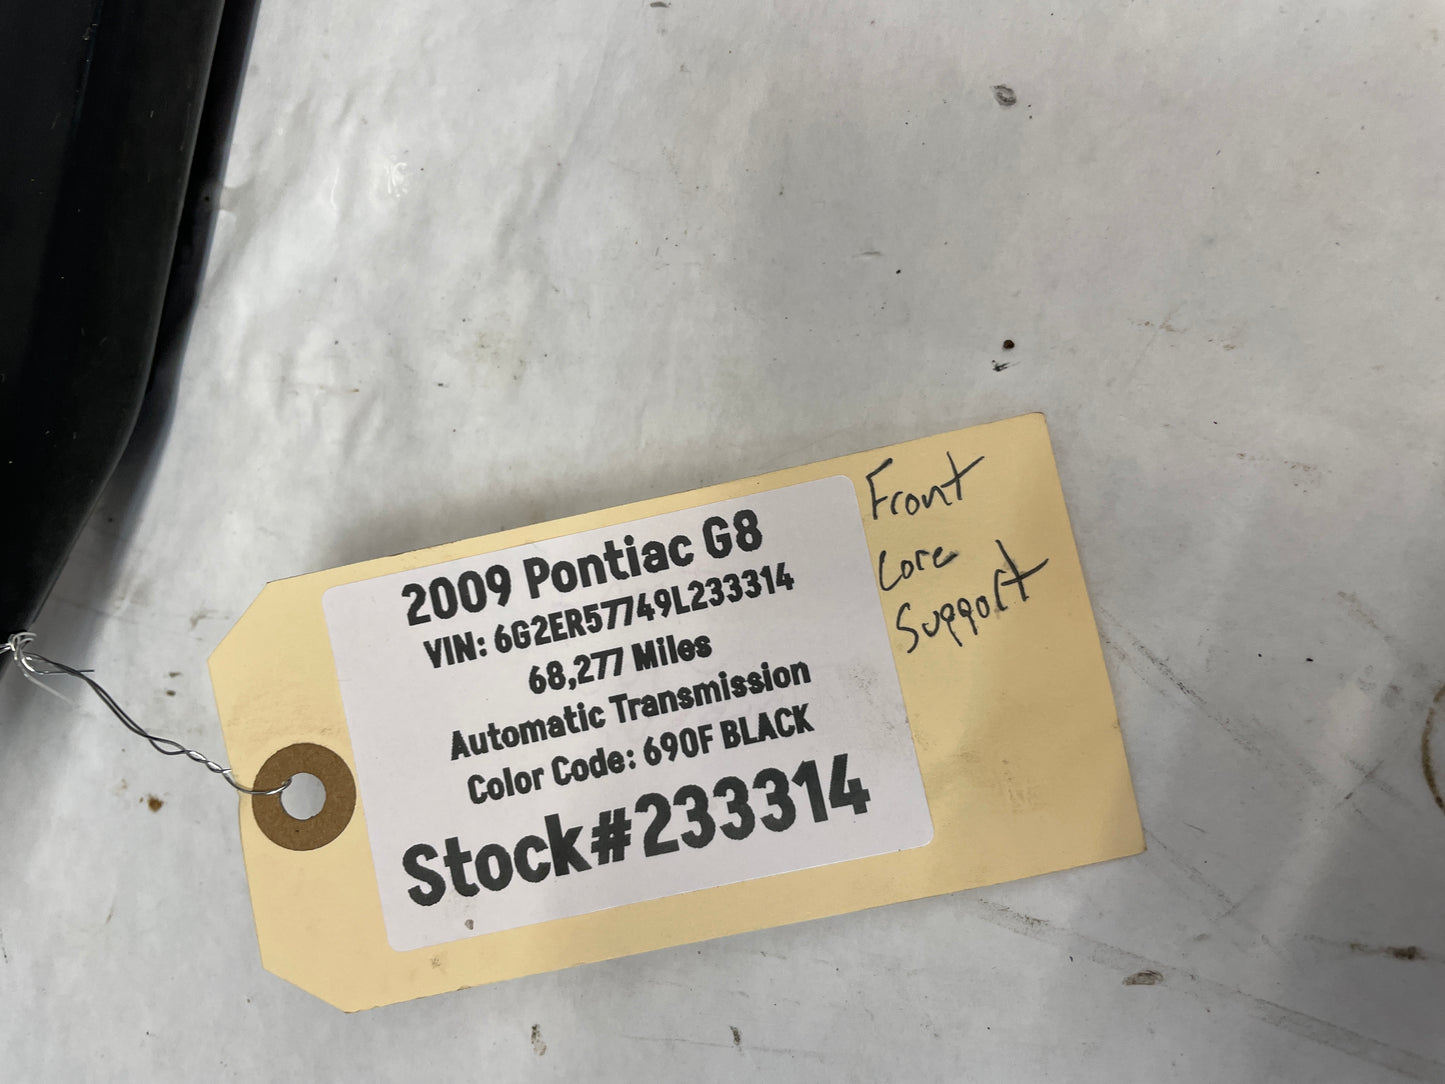 2009 Pontiac G8
VIN: 6G2ER57749L233314
68,277 Miles
Automatic Transmission
Color Code: 690F BLACK
Stock#233314
Front
Core
Support